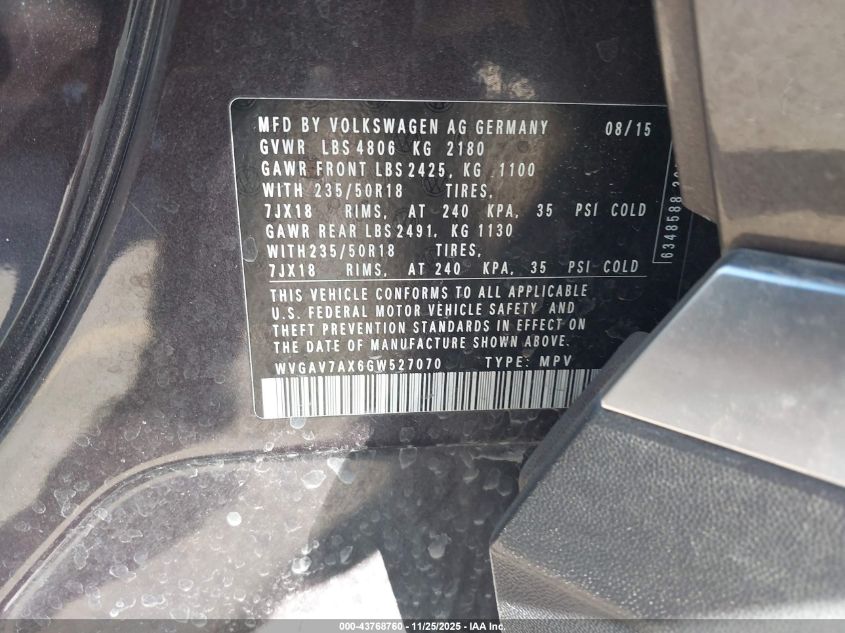 MFD BY VOLKSWAGEN AG GERMANY 08/15
GVWR LBS 4806 KG 2180
GAWR FRONT LBS 2425, KG 1100
WITH 235/50R18 TIRES,
7JX18 RIMS, AT 240 KPA, 35 PSI COLD
GAWR REAR LBS 2491, KG 1130
WITH 235/50R18 TIRES,
7JX18 RIMS, AT 240 KPA, 35 PSI COLD
THIS VEHICLE CONFORMS TO ALL APPLICABLE
U.S. FEDERAL MOTOR VEHICLE SAFETY AND
THEFT PREVENTION STANDARDS IN EFFECT ON
THE DATE OF MANUFACTURE SHOWN ABOVE.
WVGAV7AX6GW527070 TYPE: MPV
6348588
000-43768760 - 11/25/2025 - IAA Inc.